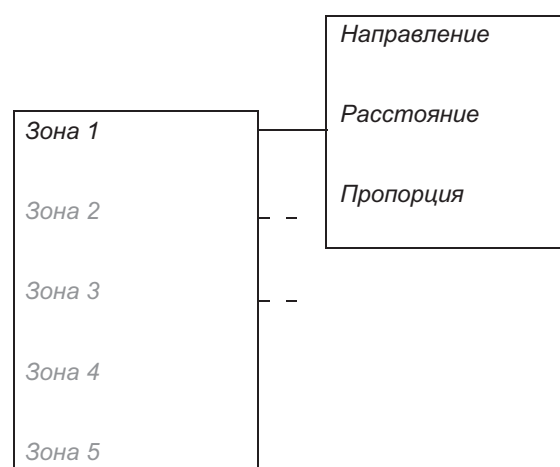 Направление
Расстояние
Пропорция
Зона 1
Зона 2
Зона 3
Зона 4
Зона 5